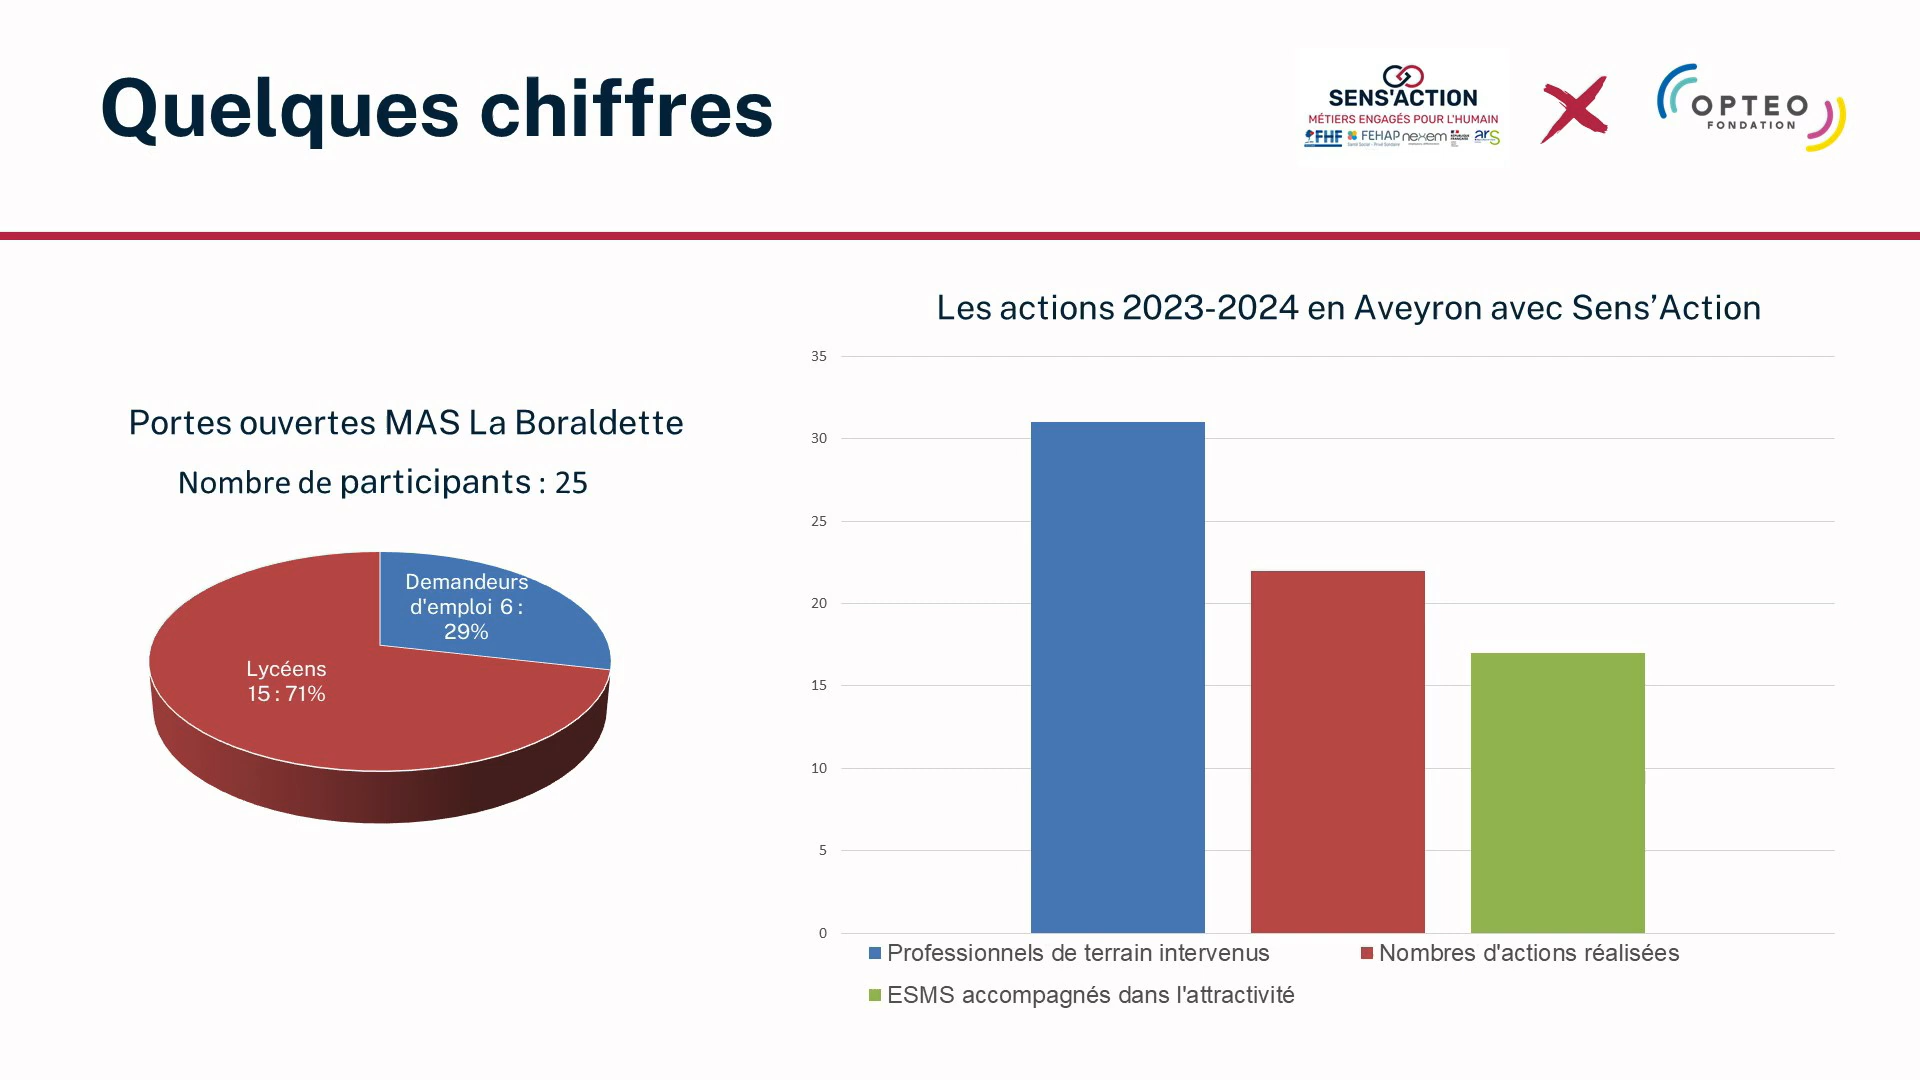 Quelques chiffres
SENS'ACTION
MÉTIERS ENGAGÉS POUR L'HUMAIN
FHF FEHAP nexem ars
OPTEO
FONDATION
Portes ouvertes MAS La Boraldette
Nombre de participants : 25
Demandeurs
d'emploi 6 :
29%
Lycéens
15 : 71%
Les actions 2023-2024 en Aveyron avec Sens’Action
35
30
25
20
15
10
5
0
Professionnels de terrain intervenus
Nombres d'actions réalisées
ESMS accompagnés dans l'attractivité